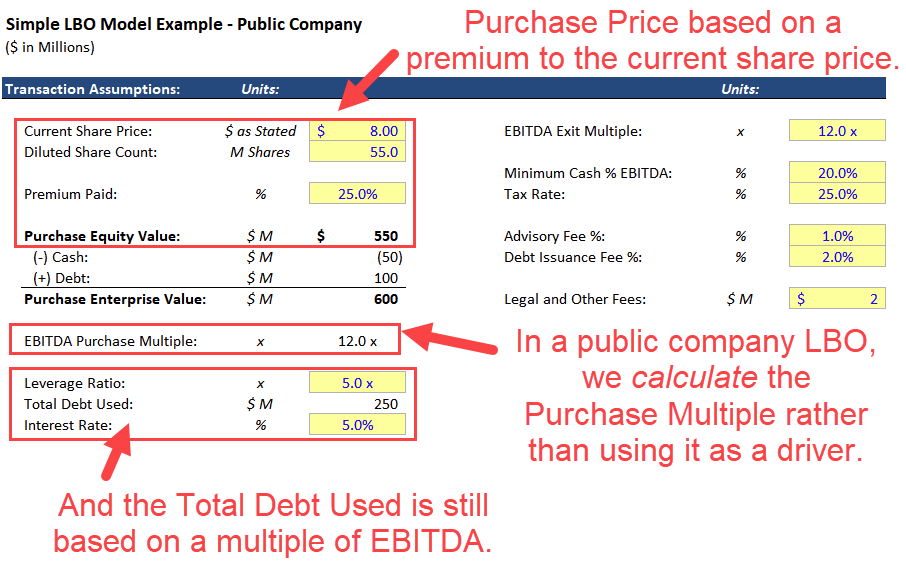 Simple LBO Model Example - Public Company
($ in Millions)
Purchase Price based on a
premium to the current share price.
Transaction Assumptions: Units: Units:
Current Share Price: $ as Stated $ 8.00 EBITDA Exit Multiple: x 12.0 x
Diluted Share Count: M Shares 55.0
Minimum Cash % EBITDA: % 20.0%
Premium Paid: % 25.0% Tax Rate: % 25.0%
Purchase Equity Value: $ M $ 550 Advisory Fee %: % 1.0%
(-) Cash: $ M (50) Debt Issuance Fee %: % 2.0%
(+) Debt: $ M 100
Purchase Enterprise Value: $ M 600 Legal and Other Fees: $ M $ 2
EBITDA Purchase Multiple: x 12.0 x
In a public company LBO,
we calculate the
Purchase Multiple rather
than using it as a driver.
Leverage Ratio: x 5.0 x
Total Debt Used: $ M 250
Interest Rate: % 5.0%
And the Total Debt Used is still
based on a multiple of EBITDA.